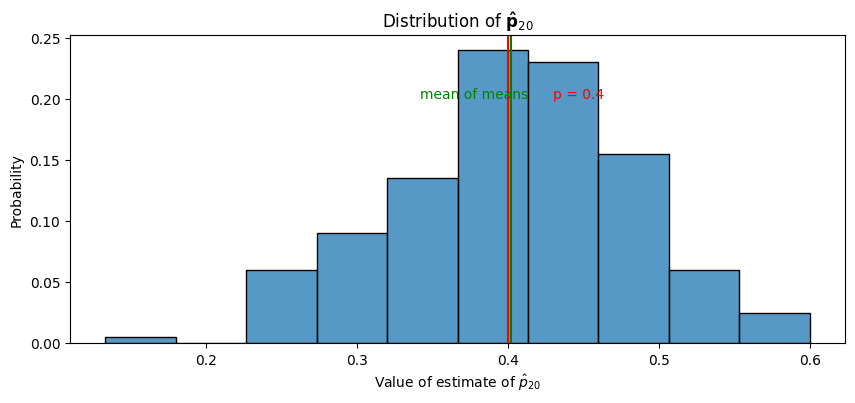 Distribution of p̂₂₀
0.25
0.20
0.15
0.10
0.05
0.00
Probability
mean of means
p = 0.4
0.2 0.3 0.4 0.5 0.6
Value of estimate of p̂₂₀